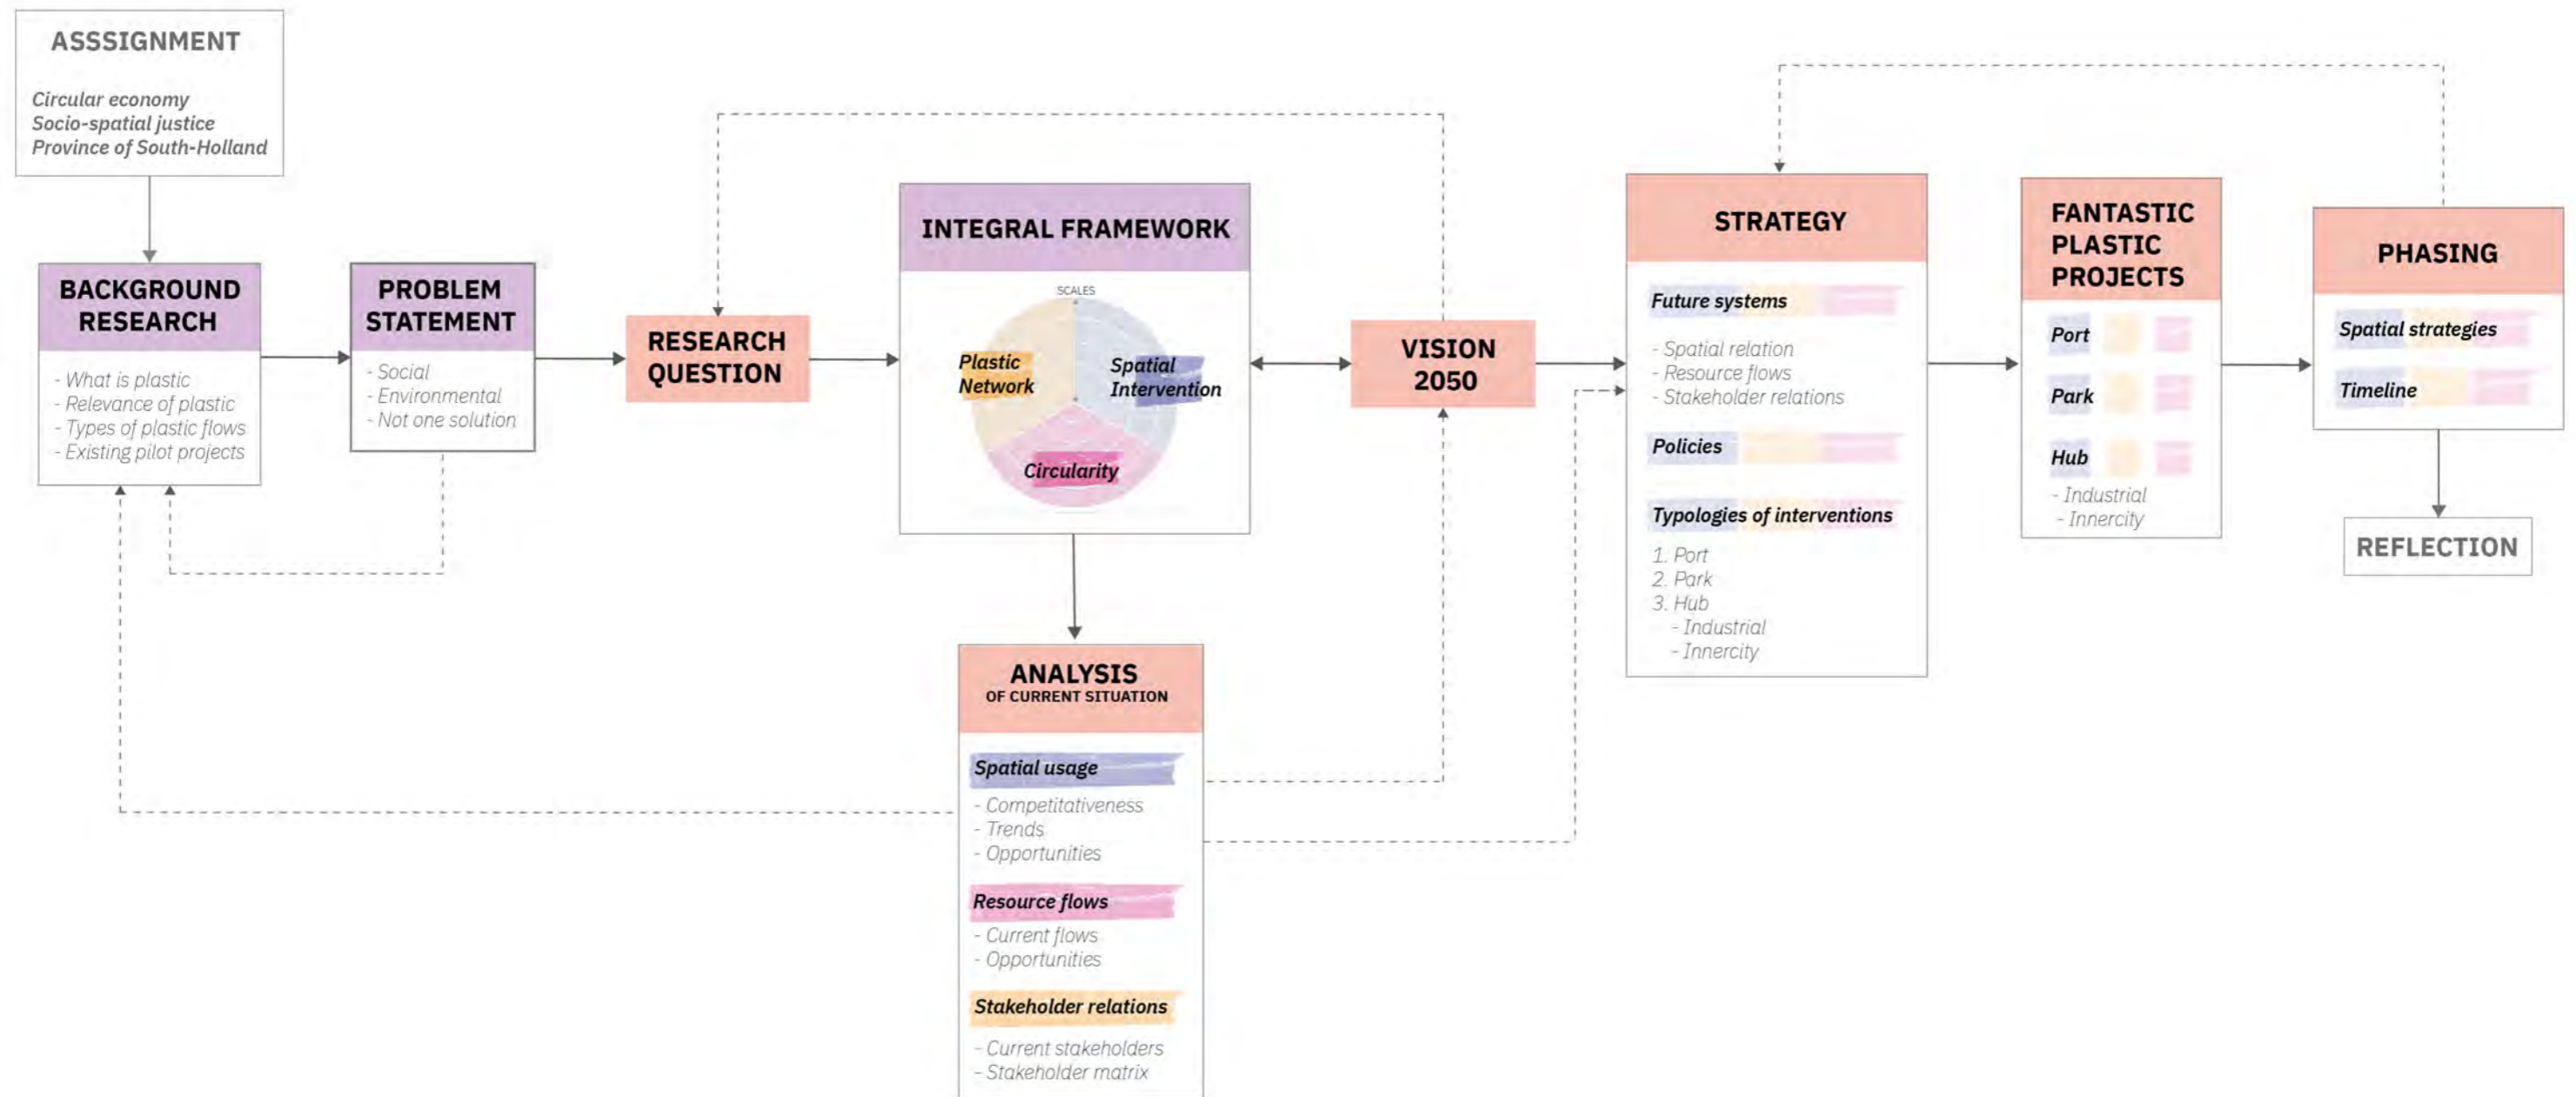 ASSSIGNMENT
Circular economy
Socio-spatial justice
Province of South-Holland
BACKGROUND
RESEARCH
- What is plastic
- Relevance of plastic
- Types of plastic flows
- Existing pilot projects
PROBLEM
STATEMENT
- Social
- Environmental
- Not one solution
RESEARCH
QUESTION
INTEGRAL FRAMEWORK
SCALES
Plastic
Network
Spatial
Intervention
Circularity
ANALYSIS
OF CURRENT SITUATION
Spatial usage
- Competitativeness
- Trends
- Opportunities
Resource flows
- Current flows
- Opportunities
Stakeholder relations
- Current stakeholders
- Stakeholder matrix
VISION
2050
STRATEGY
Future systems
- Spatial relation
- Resource flows
- Stakeholder relations
Policies
Typologies of interventions
1. Port
2. Park
3. Hub
- Industrial
- Innercity
FANTASTIC
PLASTIC
PROJECTS
Port
Park
Hub
- Industrial
- Innercity
PHASING
Spatial strategies
Timeline
REFLECTION